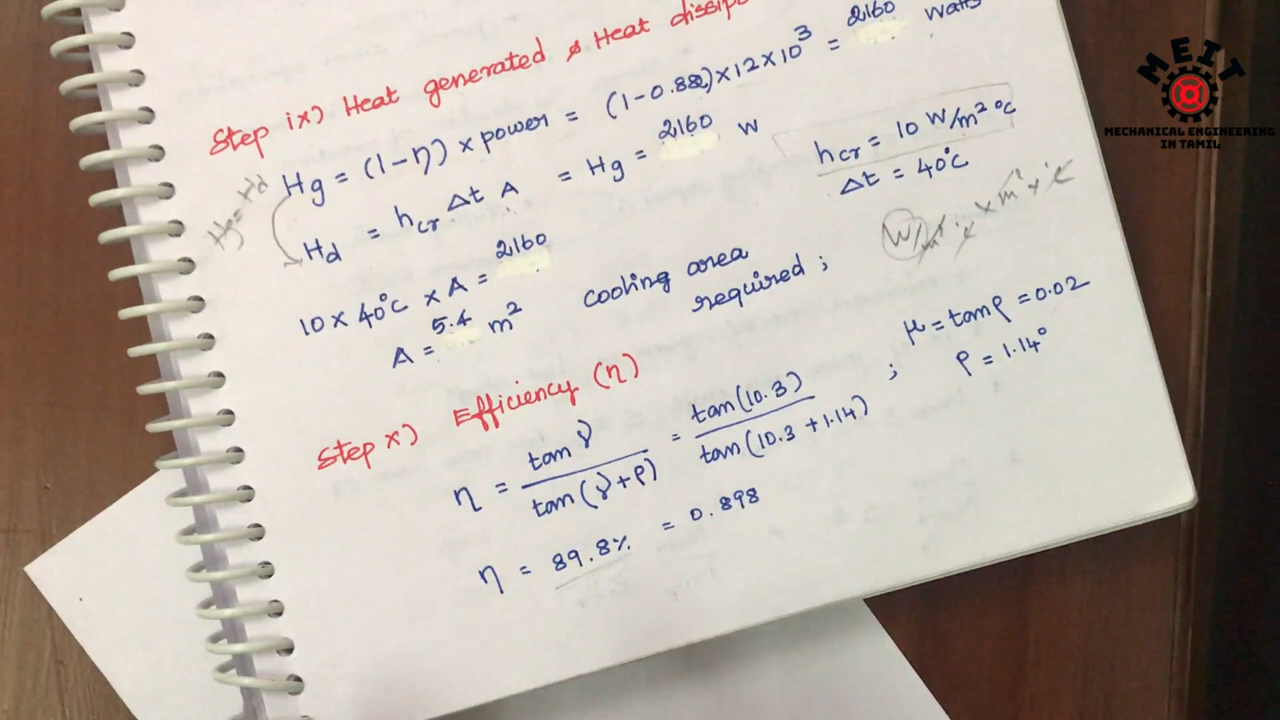 Step ix) Heat generated & Heat dissip
Hg = (1-η) × power = (1-0.82) × 12 × 10³ = 2160 Watts
Hd = hcr Δt A = Hg = 2160 W
Hg = Hd
hcr = 10 W/m² °C
Δt = 40°C
10 × 40°C × A = 2160
A = 5.4 m² cooling area required ;
W/m² °C × m² × °C
Step x) Efficiency (η)
η = tan γ / tan(γ+ρ) = tan(10.3) / tan(10.3 + 1.14) ; μ = tan ρ = 0.02
ρ = 1.14°
η = 89.8% = 0.898
MEIT
MECHANICAL ENGINEERING
IN TAMIL